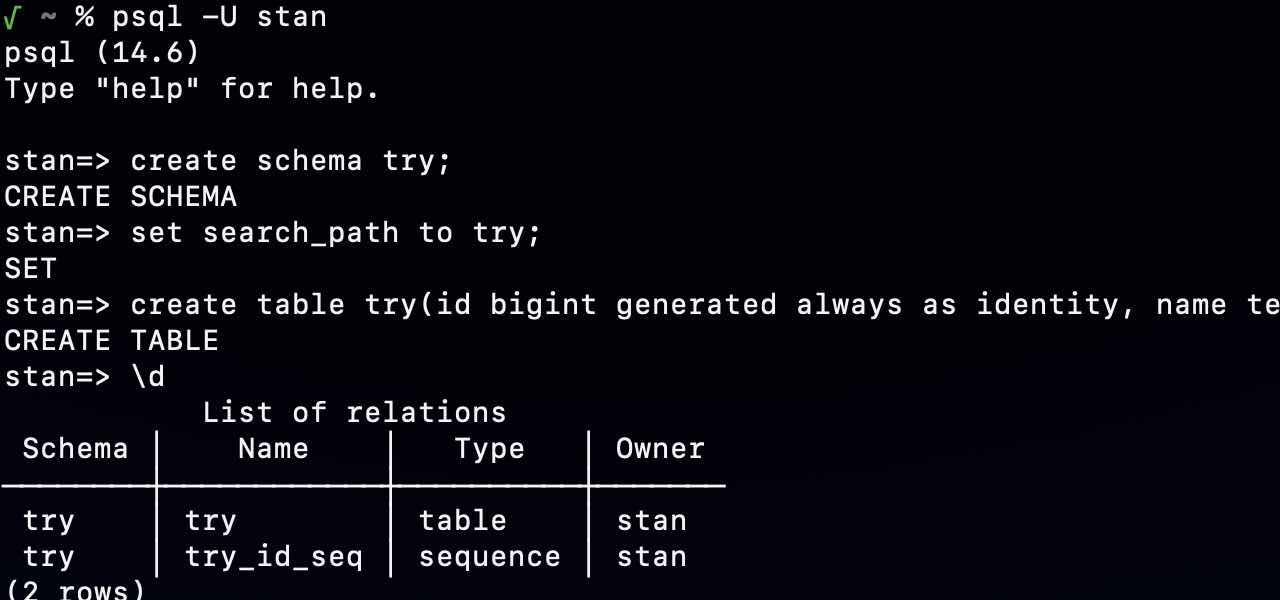 √ ~ % psql -U stan
psql (14.6)
Type "help" for help.
stan=> create schema try;
CREATE SCHEMA
stan=> set search_path to try;
SET
stan=> create table try(id bigint generated always as identity, name te
CREATE TABLE
stan=> \d
List of relations
Schema │ Name │ Type │ Owner
try │ try │ table │ stan
try │ try_id_seq │ sequence │ stan
(2 rows)